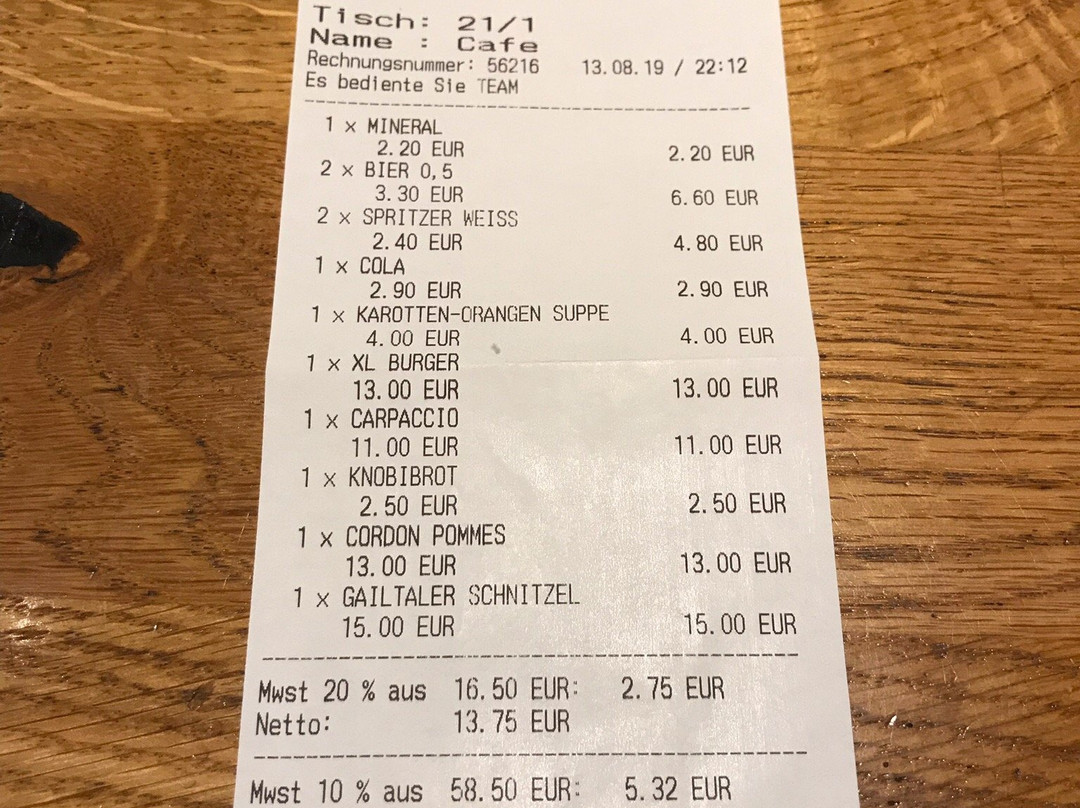 Tisch: 21/1
Name : Cafe
Rechnungsnummer: 56216 13.08.19 / 22:12
Es bediente Sie TEAM
1 x MINERAL
2.20 EUR 2.20 EUR
2 x BIER 0,5
3.30 EUR 6.60 EUR
2 x SPRITZER WEISS
2.40 EUR 4.80 EUR
1 x COLA
2.90 EUR 2.90 EUR
1 x KAROTTEN-ORANGEN SUPPE
4.00 EUR 4.00 EUR
1 x XL BURGER
13.00 EUR 13.00 EUR
1 x CARPACCIO
11.00 EUR 11.00 EUR
1 x KNOBIBROT
2.50 EUR 2.50 EUR
1 x CORDON POMMES
13.00 EUR 13.00 EUR
1 x GAILTALER SCHNITZEL
15.00 EUR 15.00 EUR
Mwst 20 % aus 16.50 EUR: 2.75 EUR
Netto: 13.75 EUR
Mwst 10 % aus 58.50 EUR: 5.32 EUR